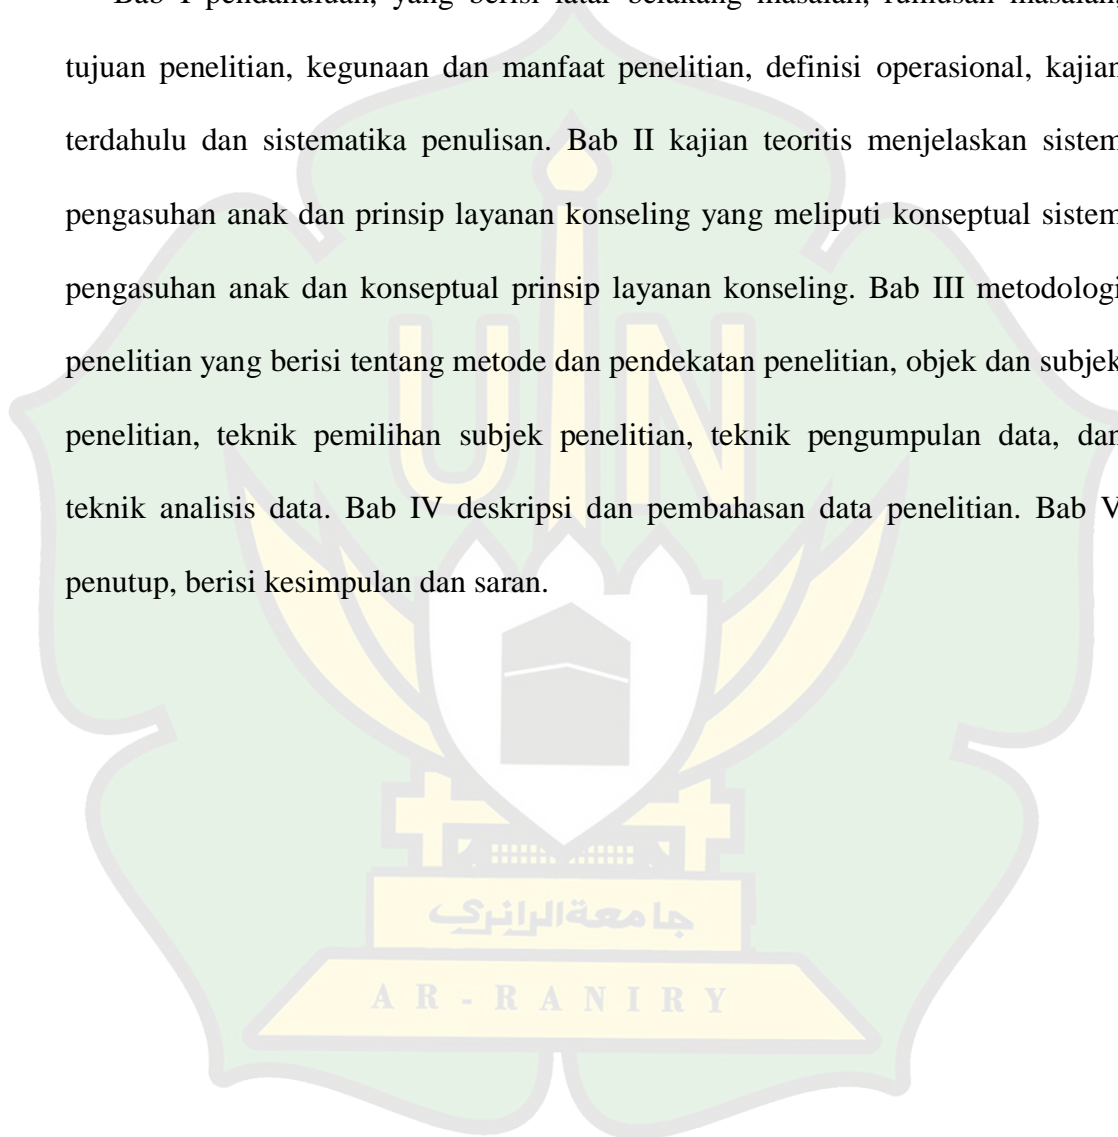 Bab I pendahuluan, yang berisi latar belakang masalah, rumusan masalah,
tujuan penelitian, kegunaan dan manfaat penelitian, definisi operasional, kajian
terdahulu dan sistematika penulisan. Bab II kajian teoritis menjelaskan sistem
pengasuhan anak dan prinsip layanan konseling yang meliputi konseptual sistem
pengasuhan anak dan konseptual prinsip layanan konseling. Bab III metodologi
penelitian yang berisi tentang metode dan pendekatan penelitian, objek dan subjek
penelitian, teknik pemilihan subjek penelitian, teknik pengumpulan data, dan
teknik analisis data. Bab IV deskripsi dan pembahasan data penelitian. Bab V
penutup, berisi kesimpulan dan saran.
UIN
جامعة الرانري
AR-RANIRY